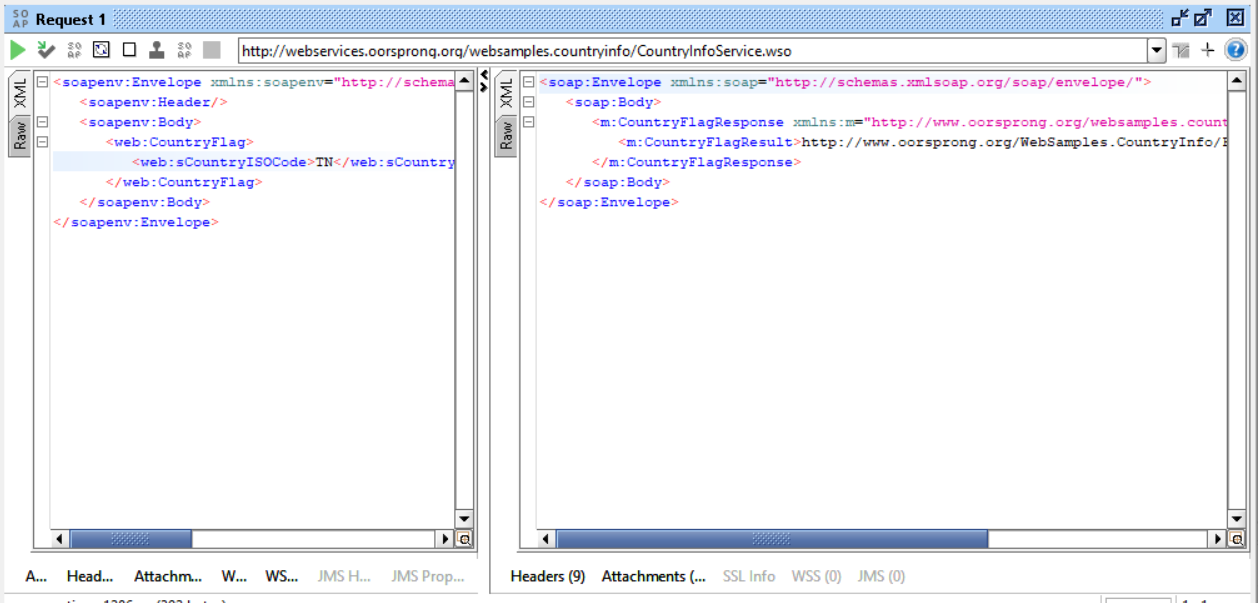 SO AP Request 1
http://webservices.oorsprong.org/websamples.countryinfo/CountryInfoService.wso
XML
Raw
<soapenv:Envelope xmlns:soapenv="http://schema
<soapenv:Header/>
<soapenv:Body>
<web:CountryFlag>
<web:sCountryISOCode>TN</web:sCountry
</web:CountryFlag>
</soapenv:Body>
</soapenv:Envelope>
XML
Raw
<soap:Envelope xmlns:soap="http://schemas.xmlsoap.org/soap/envelope/">
<soap:Body>
<m:CountryFlagResponse xmlns:m="http://www.oorsprong.org/websamples.count
<m:CountryFlagResult>http://www.oorsprong.org/WebSamples.CountryInfo/
</m:CountryFlagResponse>
</soap:Body>
</soap:Envelope>
A... Head... Attachm... W... WS... JMS H... JMS Prop...
Headers (9) Attachments (... SSL Info WSS (0) JMS (0)